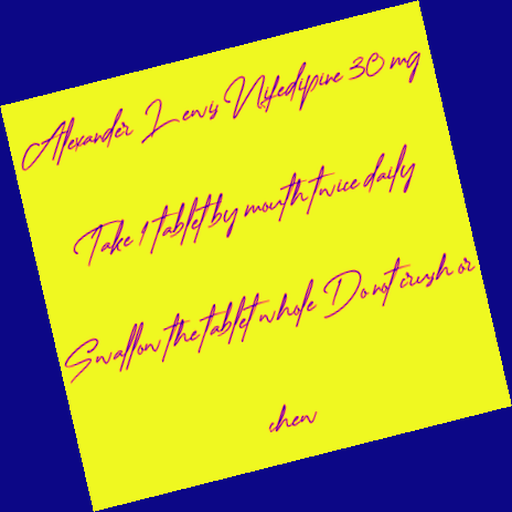 Alexander Lewis Nifedipine 30 mg
Take 1 tablet by mouth twice daily
Swallow the tablet whole Do not crush or
chew